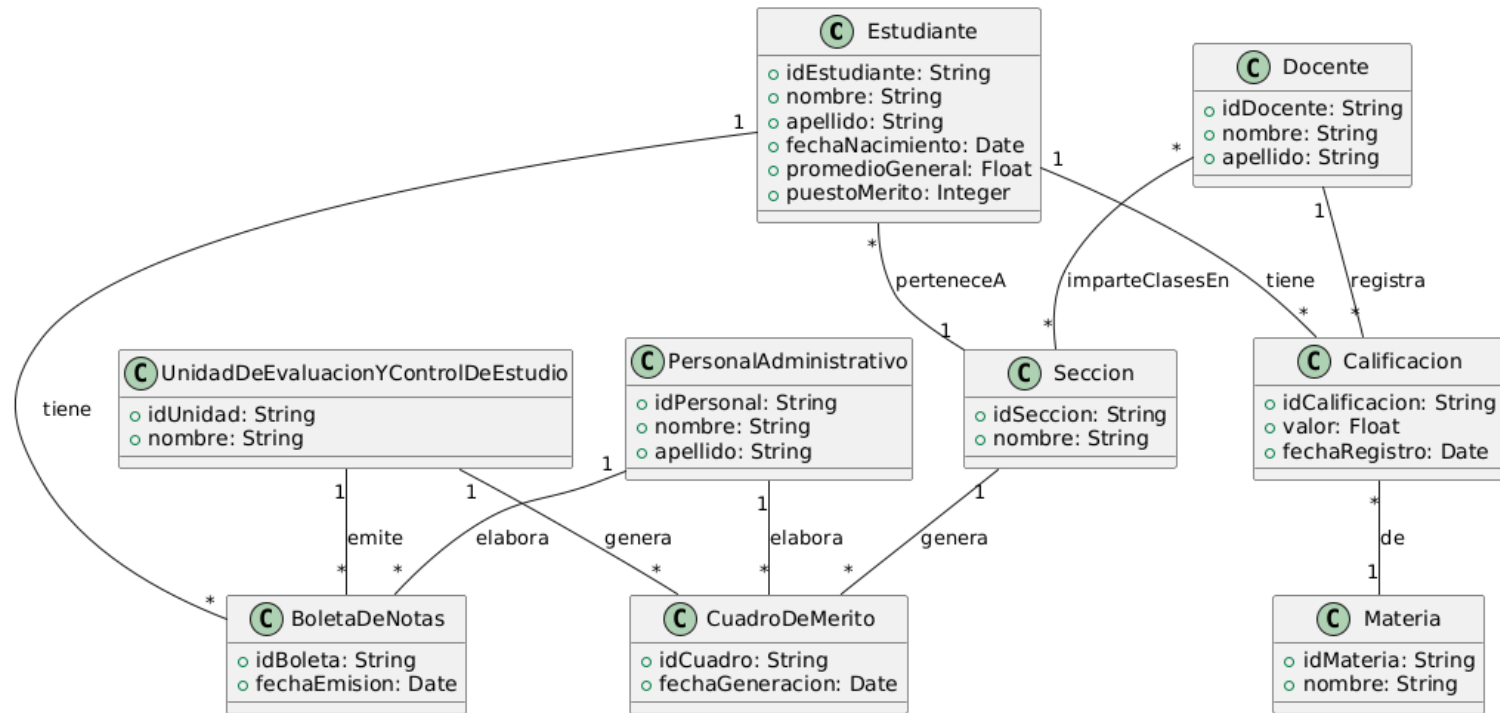 C Estudiante
idEstudiante: String
nombre: String
apellido: String
fechaNacimiento: Date
promedioGeneral: Float
puestoMerito: Integer
C Docente
idDocente: String
nombre: String
apellido: String
1
*
1
1
*
perteneceA
1
imparteClasesEn
*
tiene
*
registra
*
tiene
*
C UnidadDeEvaluacionYControlDeEstudio
idUnidad: String
nombre: String
C PersonalAdministrativo
idPersonal: String
nombre: String
apellido: String
C Seccion
idSeccion: String
nombre: String
C Calificacion
idCalificacion: String
valor: Float
fechaRegistro: Date
1
emite
*
1
genera
*
1
elabora
*
1
elabora
*
1
genera
*
*
de
1
C BoletaDeNotas
idBoleta: String
fechaEmision: Date
C CuadroDeMerito
idCuadro: String
fechaGeneracion: Date
C Materia
idMateria: String
nombre: String